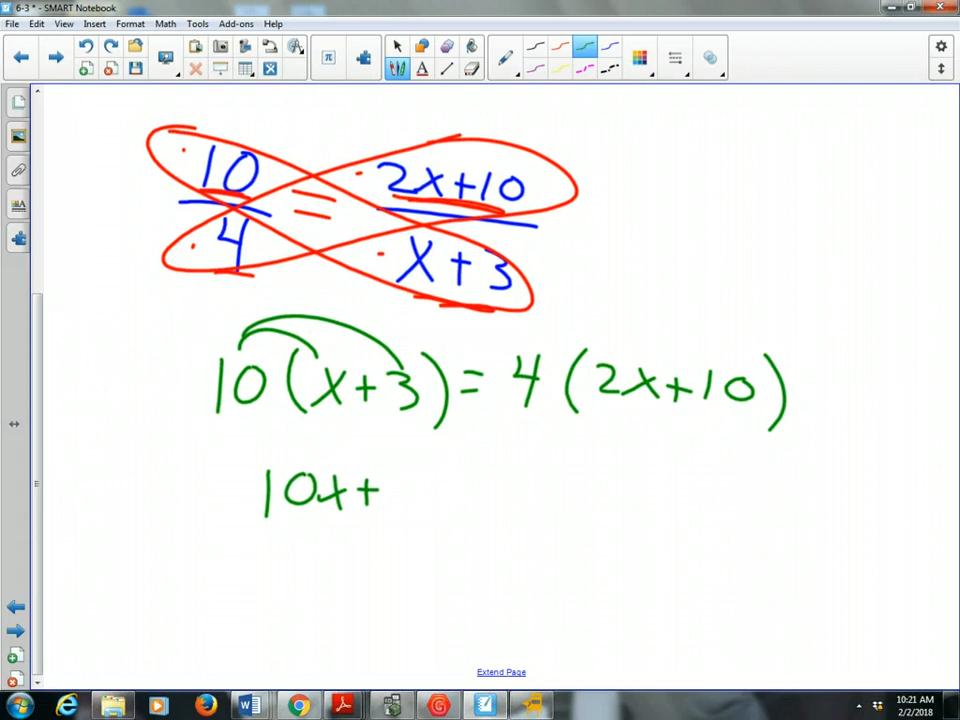 6-3 * - SMART Notebook
File Edit View Insert Format Math Tools Add-ons Help
10 = 2x+10
4 x+3
10(x+3)=4(2x+10)
10x+
Extend Page
10:21 AM
2/2/2018